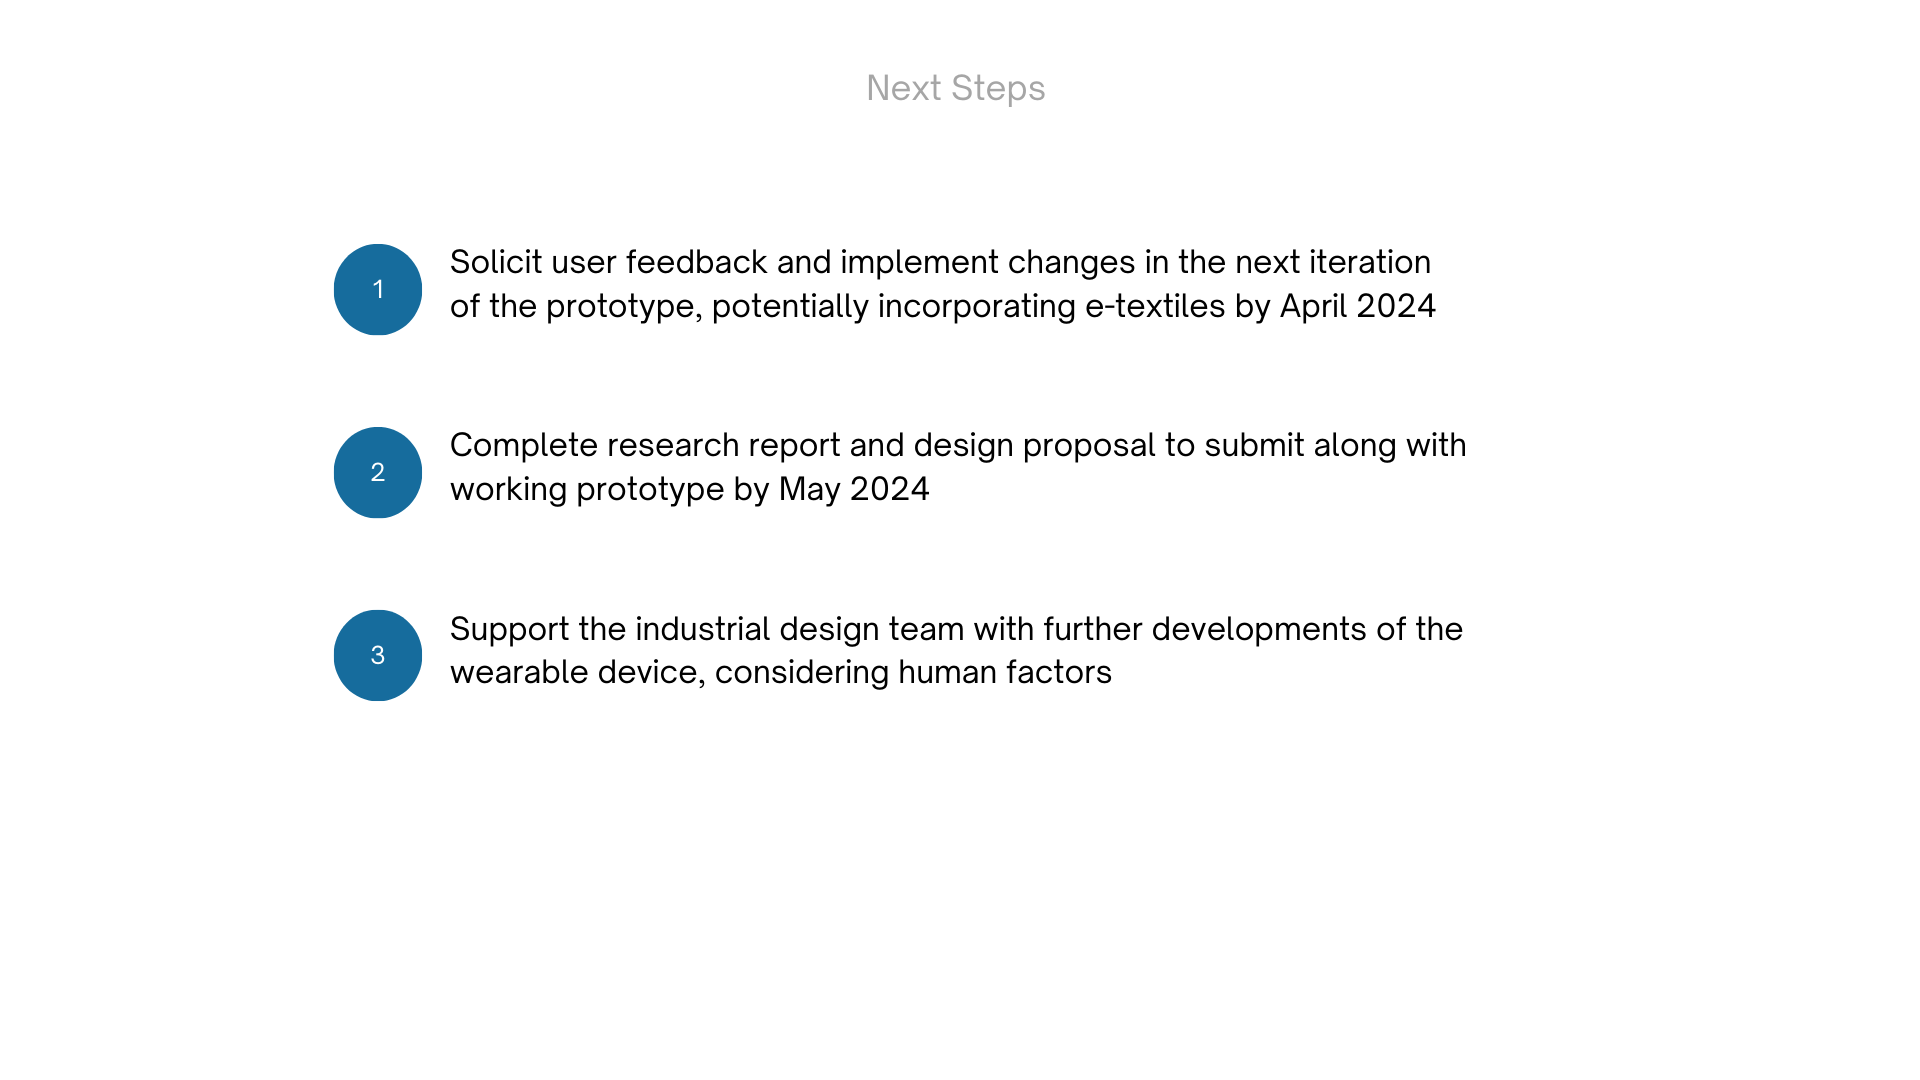 Next Steps
1
Solicit user feedback and implement changes in the next iteration
of the prototype, potentially incorporating e-textiles by April 2024
2
Complete research report and design proposal to submit along with
working prototype by May 2024
3
Support the industrial design team with further developments of the
wearable device, considering human factors